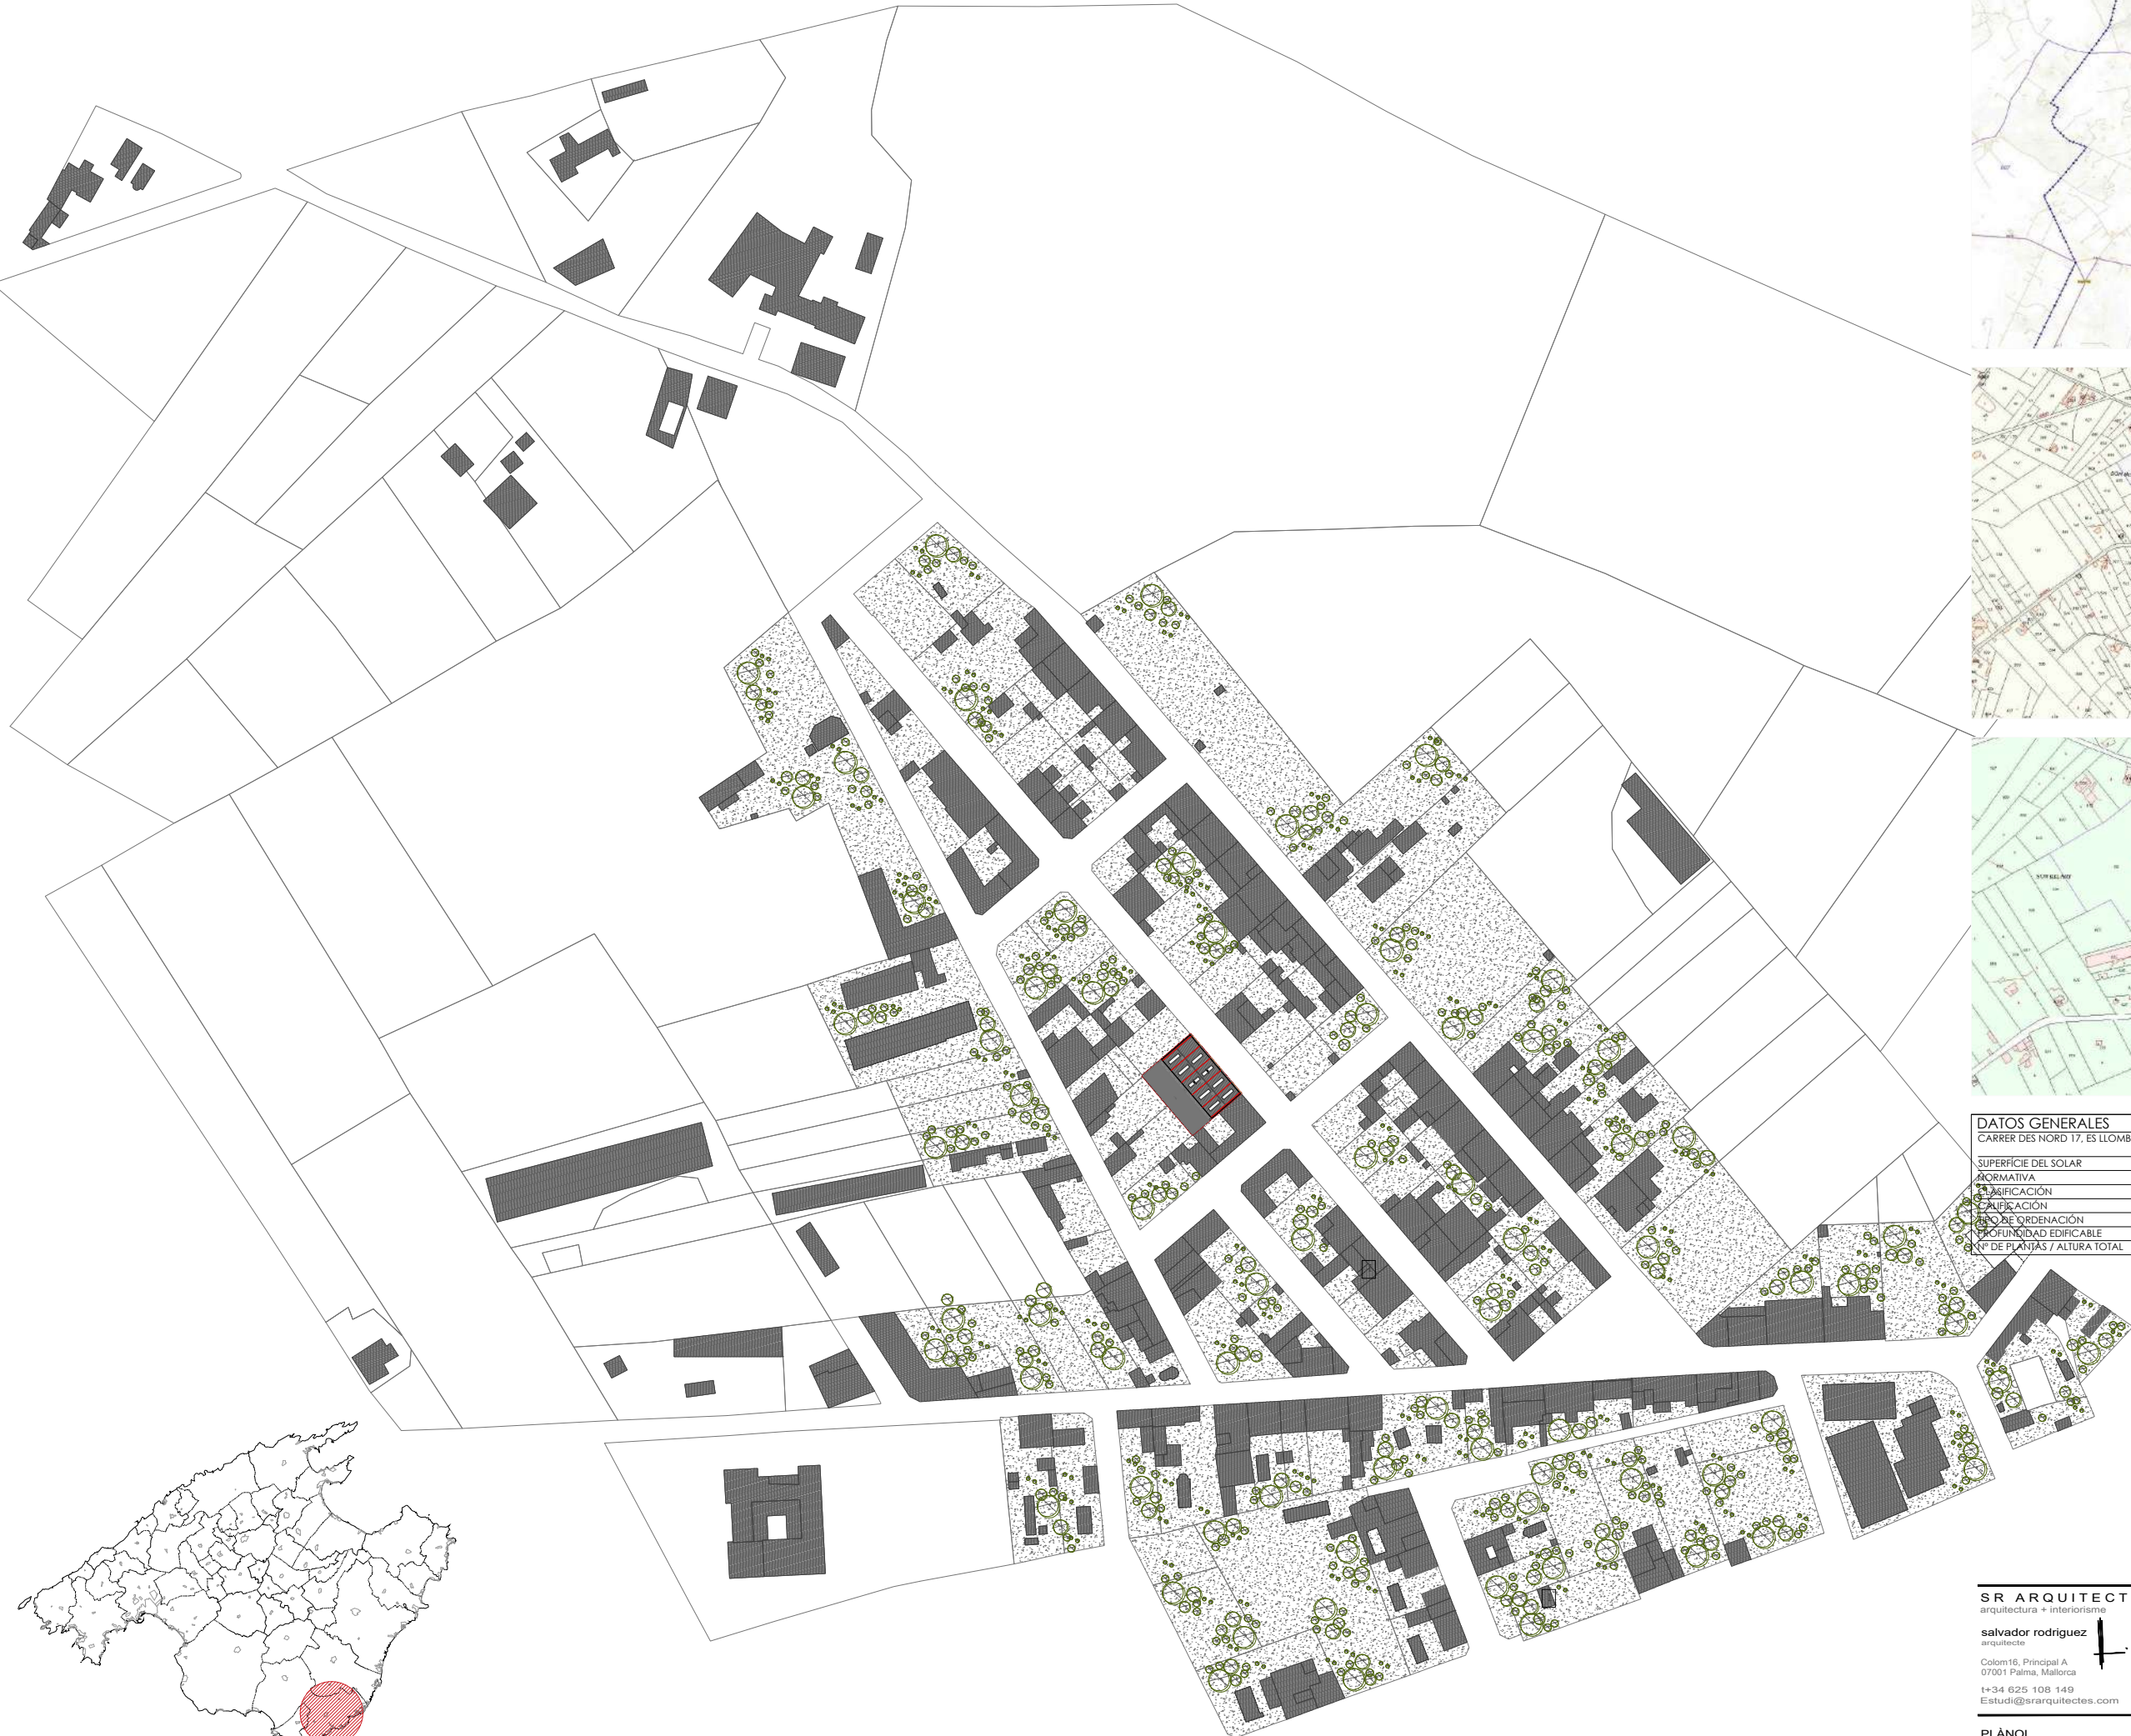 DATOS GENERALES
CARRER DES NORD 17, ES LLOMB
SUPERFÍCIE DEL SOLAR
NORMATIVA
CLASIFICACIÓN
CALIFICACIÓN
TIPO DE ORDENACIÓN
PROFUNDIDAD EDIFICABLE
Nº DE PLANTAS / ALTURA TOTAL
SR ARQUITECT
arquitectura + interiorisme
salvador rodriguez
arquitecte
Colom16, Principal A
07001 Palma, Mallorca
t+34 625 108 149
Estudi@srarquitectes.com
PLÀNOL